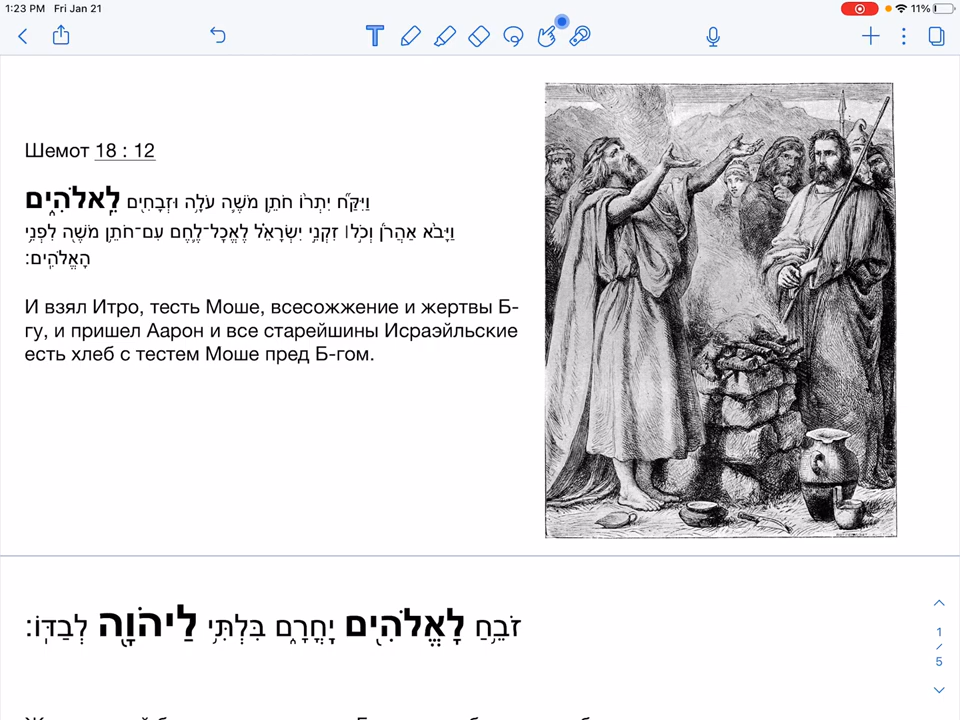 1:23 PM Fri Jan 21
11%
Шемот 18 : 12
וַיִּקַּ֞ח יִתְר֨וֹ חֹתֵ֥ן מֹשֶׁ֛ה עֹלָ֥ה וּזְבָחִ֖ים לֵֽאלֹהִ֑ים
וַיָּבֹ֨א אַהֲרֹ֜ן וְכֹ֣ל׀ זִקְנֵ֣י יִשְׂרָאֵ֗ל לֶאֱכָל־לֶ֛חֶם עִם־חֹתֵ֥ן מֹשֶׁ֖ה לִפְנֵ֥י
הָאֱלֹהִֽים׃
И взял Итро, тесть Моше, всесожжение и жертвы Б-
гу, и пришел Аарон и все старейшины Исраэйльские
есть хлеб с тестем Моше пред Б-гом.
זֹבֵ֥חַ לָאֱלֹהִ֖ים יָֽחֳרָ֑ם בִּלְתִּ֥י לַיהֹוָ֖ה לְבַדּֽוֹ׃
1
/
5